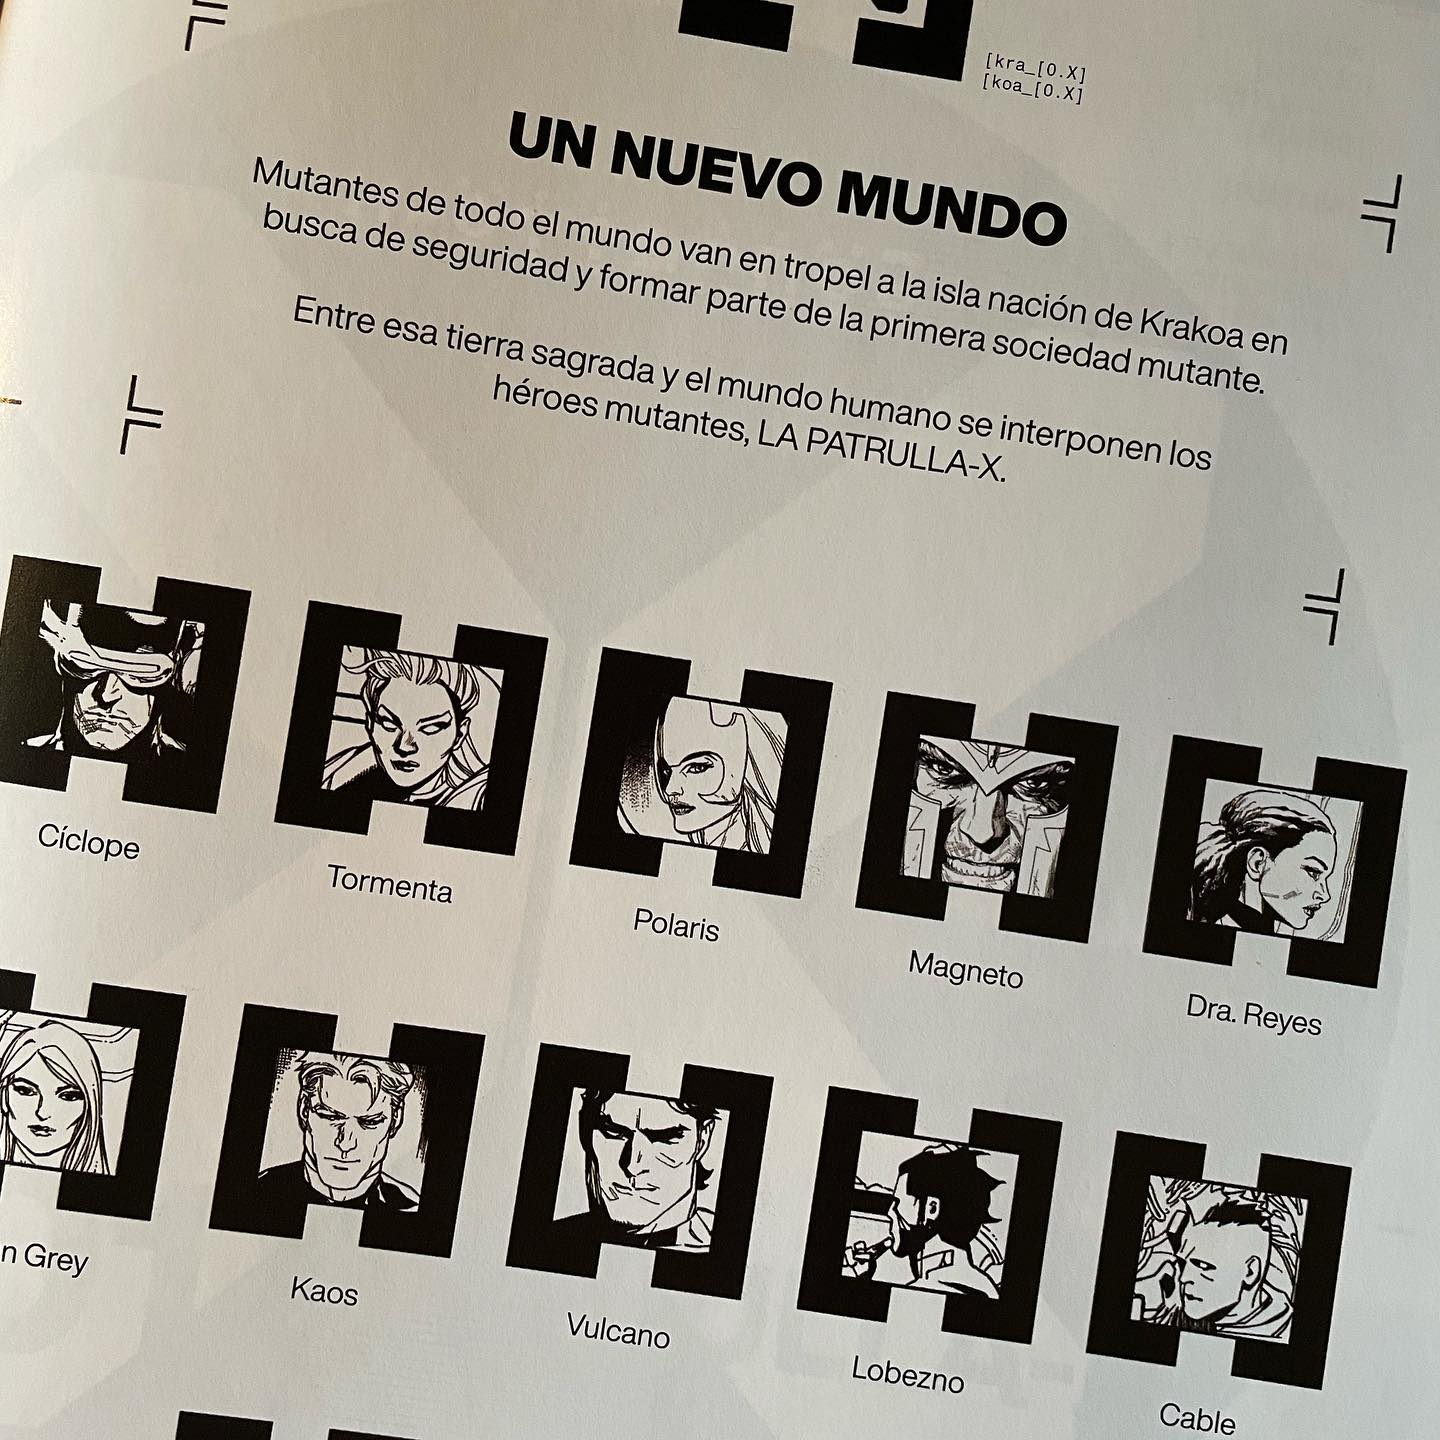 [kra_[0.X]
[koa_[0.X]
UN NUEVO MUNDO
Mutantes de todo el mundo van en tropel a la isla nación de Krakoa en
busca de seguridad y formar parte de la primera sociedad mutante.
Entre esa tierra sagrada y el mundo humano se interponen los
héroes mutantes, LA PATRULLA-X.
Cíclope
Tormenta
Polaris
Magneto
Dra. Reyes
n Grey
Kaos
Vulcano
Lobezno
Cable